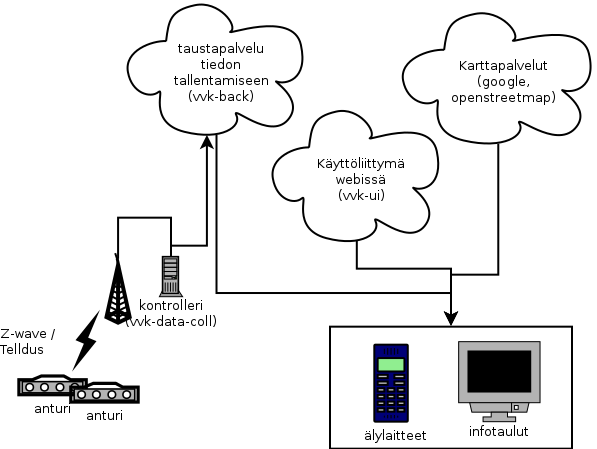 taustapalvelu
tiedon
tallentamiseen
(vvk-back)
Karttapalvelut
(google,
openstreetmap)
Käyttöliittymä
webissä
(vvk-ui)
kontrolleri
(vvk-data-coll)
Z-wave /
Telldus
anturi
anturi
älylaitteet
infotaulut